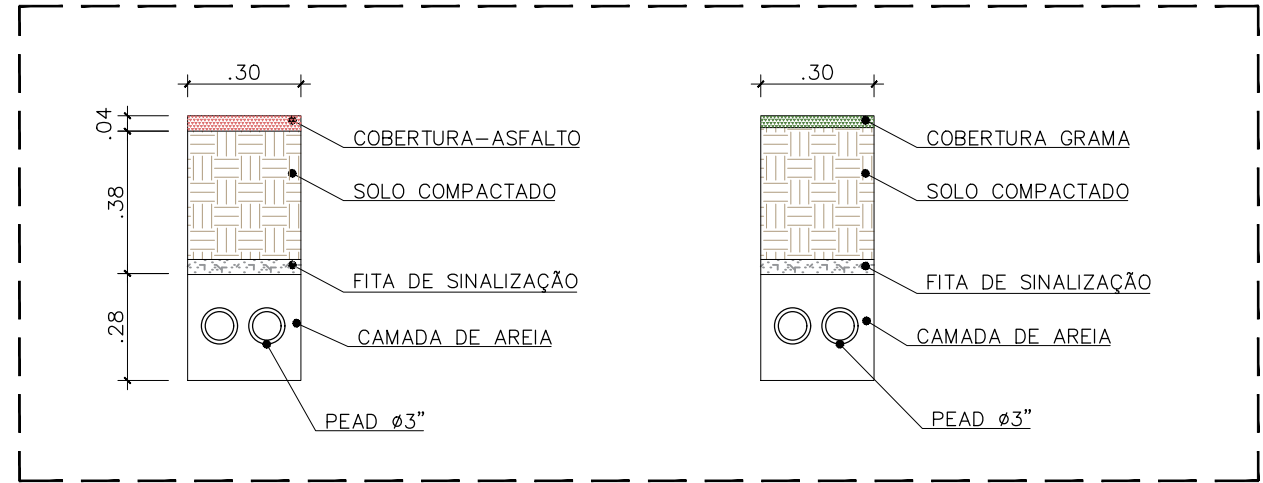 .30
.04
COBERTURA-ASFALTO
.38
SOLO COMPACTADO
FITA DE SINALIZAÇÃO
.28
CAMADA DE AREIA
PEAD ø3”
.30
COBERTURA GRAMA
SOLO COMPACTADO
FITA DE SINALIZAÇÃO
CAMADA DE AREIA
PEAD ø3”